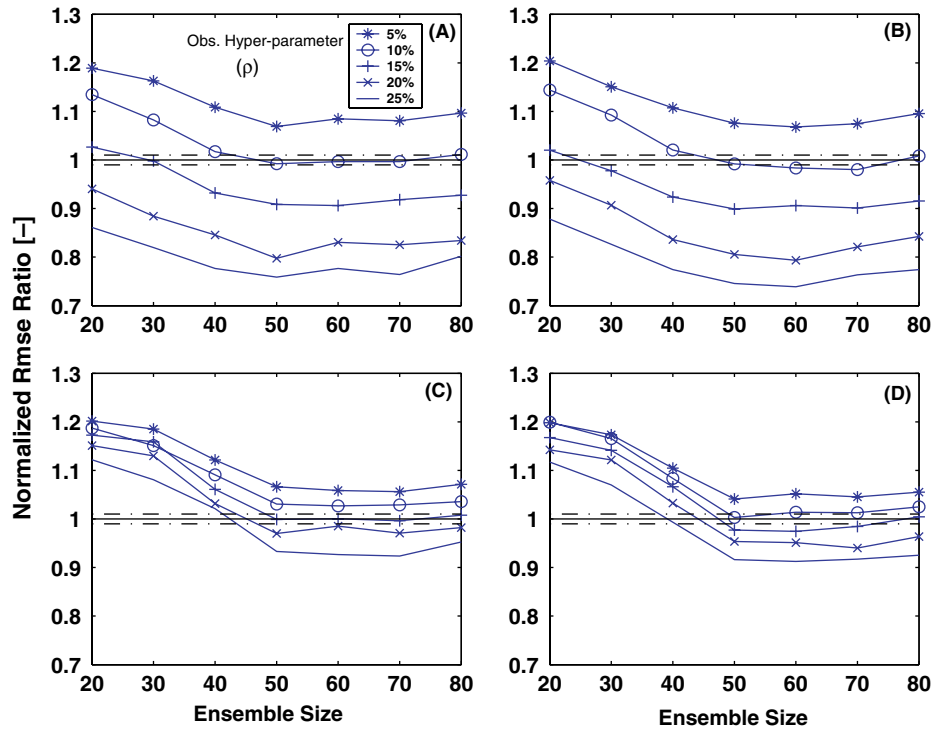 Normalized Rmse Ratio [−]
1.3
1.2
1.1
1
0.9
0.8
0.7
20 30 40 50 60 70 80
Obs. Hyper-parameter
(ρ)
5%
10%
15%
20%
25%
(A)
1.3
1.2
1.1
1
0.9
0.8
0.7
20 30 40 50 60 70 80
(B)
1.3
1.2
1.1
1
0.9
0.8
0.7
20 30 40 50 60 70 80
(C)
Ensemble Size
1.3
1.2
1.1
1
0.9
0.8
0.7
20 30 40 50 60 70 80
(D)
Ensemble Size